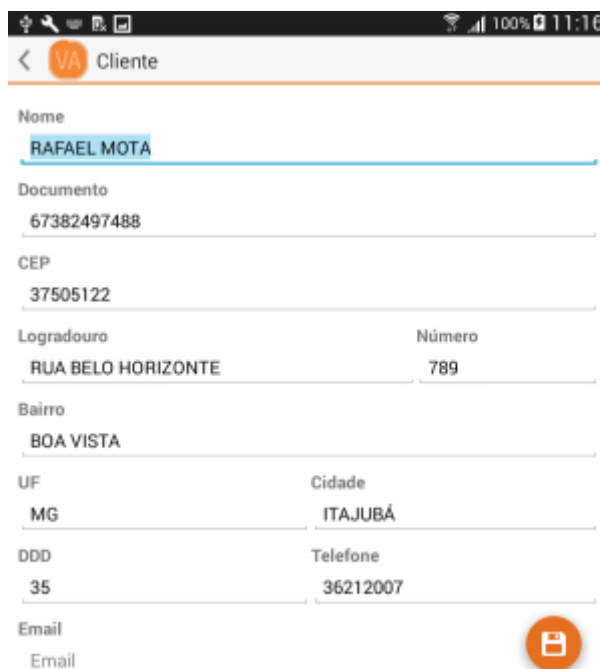 100% 11:16
VA Cliente
Nome
RAFAEL MOTA
Documento
67382497488
CEP
37505122
Logradouro Número
RUA BELO HORIZONTE 789
Bairro
BOA VISTA
UF Cidade
MG ITAJUBÁ
DDD Telefone
35 36212007
Email
Email